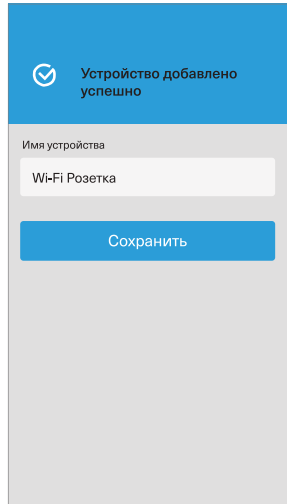 Устройство добавлено
успешно
Имя устройства
Wi-Fi Розетка
Сохранить